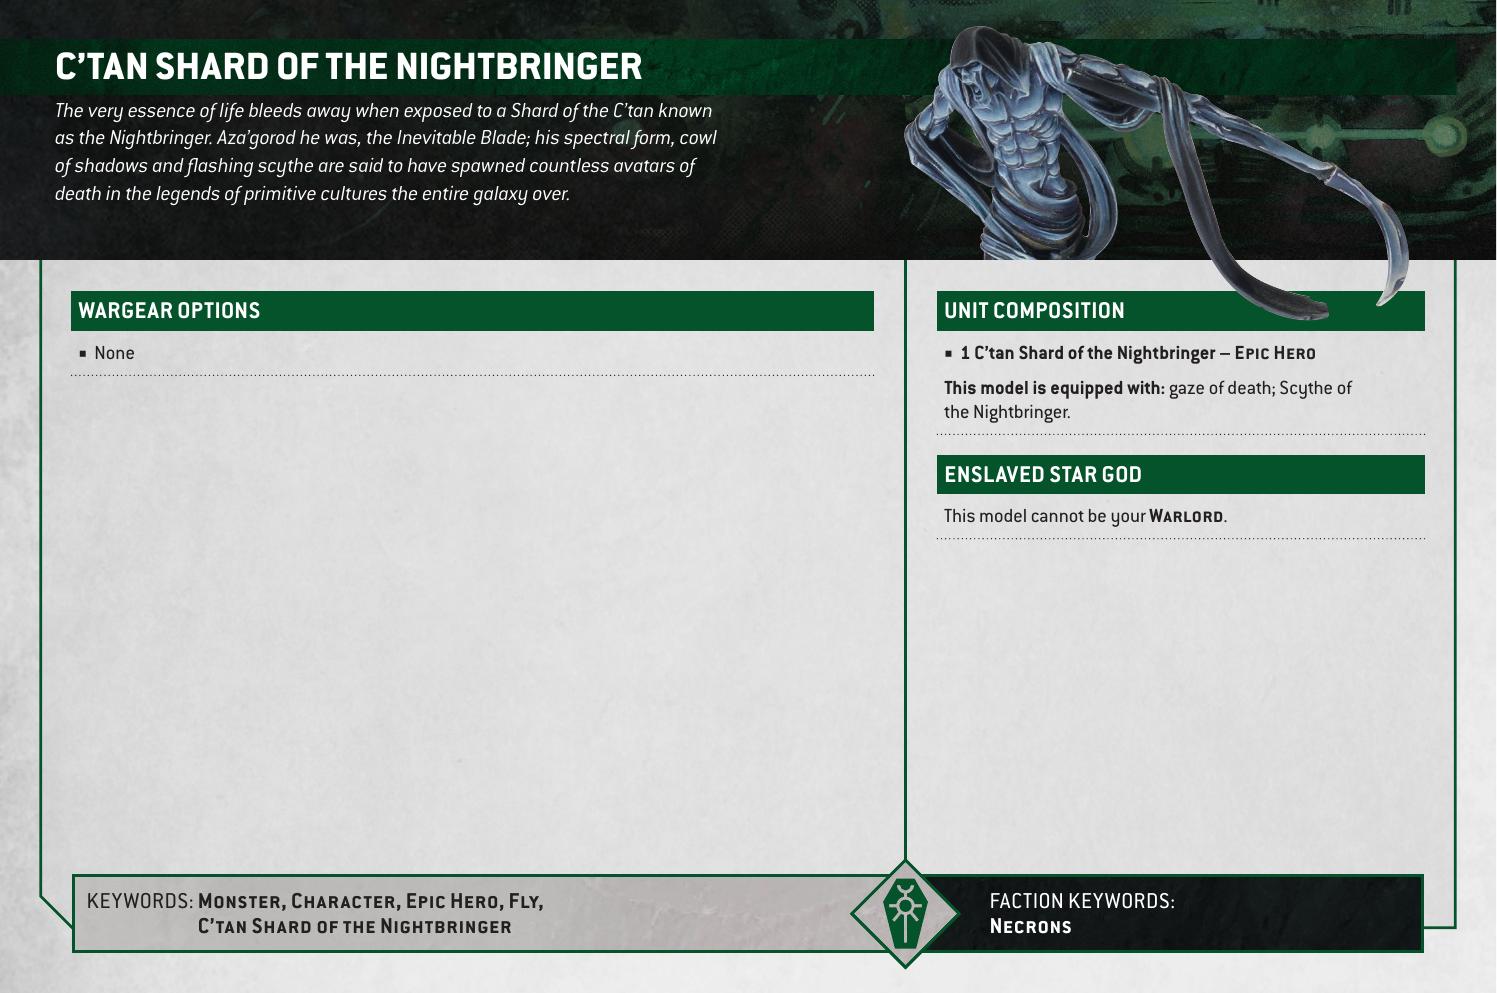 C’TAN SHARD OF THE NIGHTBRINGER
The very essence of life bleeds away when exposed to a Shard of the C’tan known
as the Nightbringer. Aza’gorod he was, the Inevitable Blade; his spectral form, cowl
of shadows and flashing scythe are said to have spawned countless avatars of
death in the legends of primitive cultures the entire galaxy over.
WARGEAR OPTIONS
▪ None
UNIT COMPOSITION
▪ 1 C’tan Shard of the Nightbringer – EPIC HERO
This model is equipped with: gaze of death; Scythe of
the Nightbringer.
ENSLAVED STAR GOD
This model cannot be your WARLORD.
KEYWORDS: MONSTER, CHARACTER, EPIC HERO, FLY,
C’TAN SHARD OF THE NIGHTBRINGER
FACTION KEYWORDS:
NECRONS